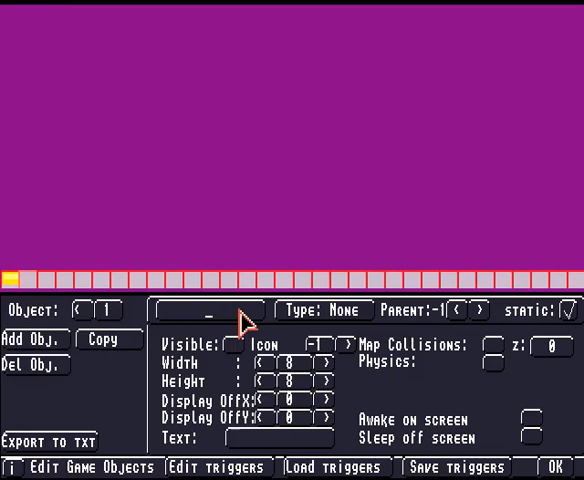 Object: < 1 _ Type: None Parent:-1 < > static: √
Add Obj. Copy Visible: Icon -1 > Map Collisions: z: 0
Del Obj. Width : < 8 > Physics:
Height : < 8 >
Display OffX: < 0 >
Display OffY: < 0 > Awake on screen
Export to txt Text: Sleep off screen
i Edit Game Objects Edit triggers Load triggers Save triggers OK